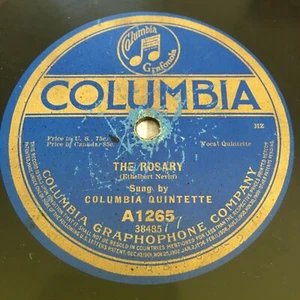 Columbia
Grafonola
COLUMBIA
RZ
Price in U.S. 75c.
Price in Canada 85c.
Vocal Quintette
THE ROSARY
(Ethelbert Nevin)
Sung by
COLUMBIA QUINTETTE
A1265
38485
COLUMBIA GRAPHOPHONE COMPANY